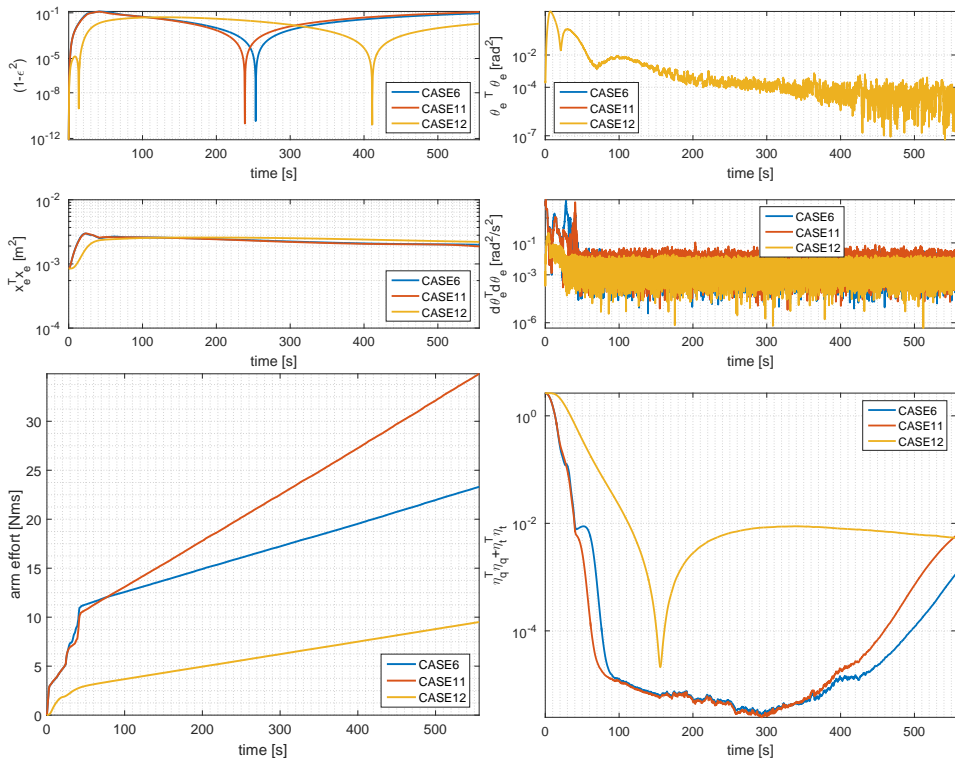 10^-1
10^-5
10^-9
10^-12
(1-ϵ^2)
CASE6
CASE11
CASE12
100 200 300 400 500
time [s]
10^-2
10^-4
10^-7
θ_e^T θ_e [rad^2]
CASE6
CASE11
CASE12
0 100 200 300 400 500
time [s]
10^-2
10^-3
10^-4
x_e^T x_e [m^2]
CASE6
CASE11
CASE12
0 100 200 300 400 500
time [s]
10^-1
10^-3
10^-6
dθ_e^T dθ_e [rad^2/s^2]
CASE6
CASE11
CASE12
0 100 200 300 400 500
time [s]
30
25
20
15
10
5
0
arm effort [Nms]
CASE6
CASE11
CASE12
0 100 200 300 400 500
time [s]
10^0
10^-2
10^-4
η_q^T η_q+η_t^T η_t
CASE6
CASE11
CASE12
0 100 200 300 400 500
time [s]